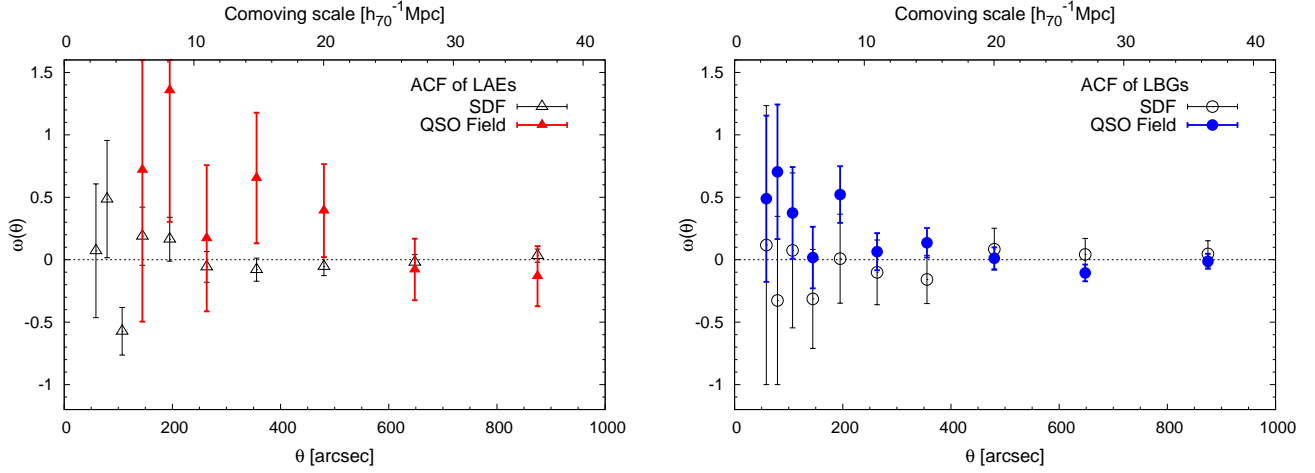 Comoving scale [h70^-1Mpc]
0 10 20 30 40
1.5
1
0.5
0
-0.5
-1
ω(θ)
ACF of LAEs
SDF
QSO Field
0 200 400 600 800 1000
θ [arcsec]
Comoving scale [h70^-1Mpc]
0 10 20 30 40
1.5
1
0.5
0
-0.5
-1
ω(θ)
ACF of LBGs
SDF
QSO Field
0 200 400 600 800 1000
θ [arcsec]